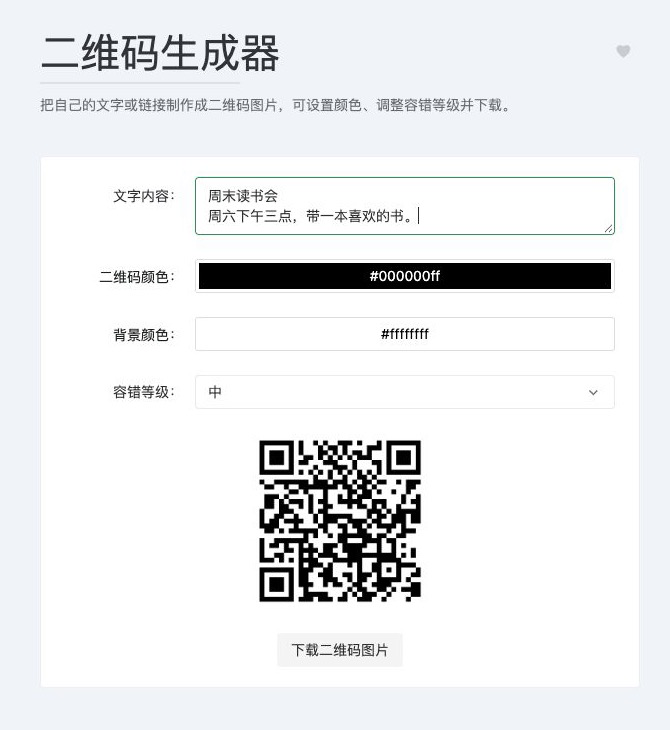 二维码生成器
把自己的文字或链接制作成二维码图片，可设置颜色、调整容错等级并下载。
文字内容：
周末读书会
周六下午三点，带一本喜欢的书。
二维码颜色：
#000000ff
背景颜色：
#ffffffff
容错等级：
中
下载二维码图片